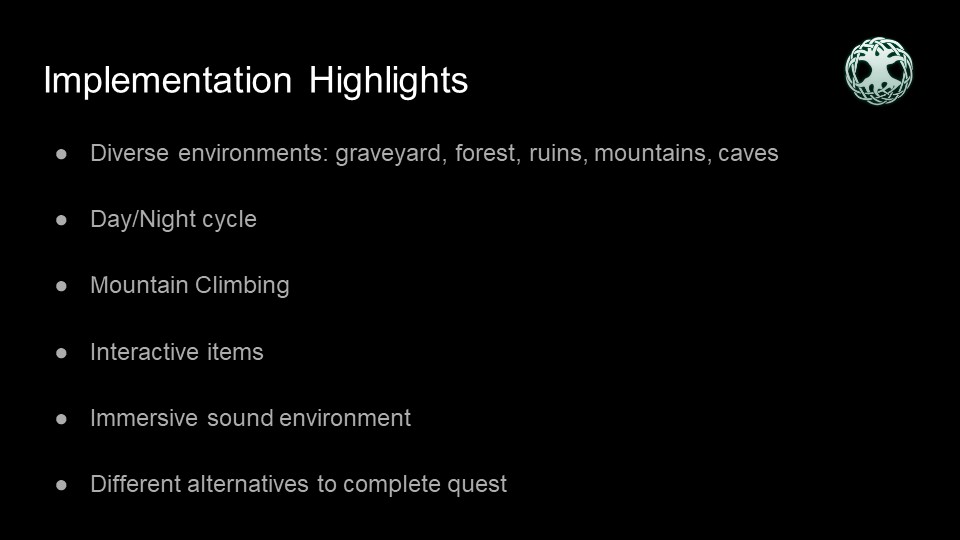 Implementation Highlights
● Diverse environments: graveyard, forest, ruins, mountains, caves
● Day/Night cycle
● Mountain Climbing
● Interactive items
● Immersive sound environment
● Different alternatives to complete quest